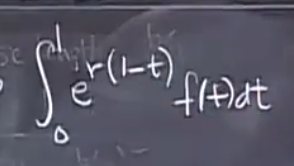 ∫₀¹ e^{r(1-t)} f(t)dt